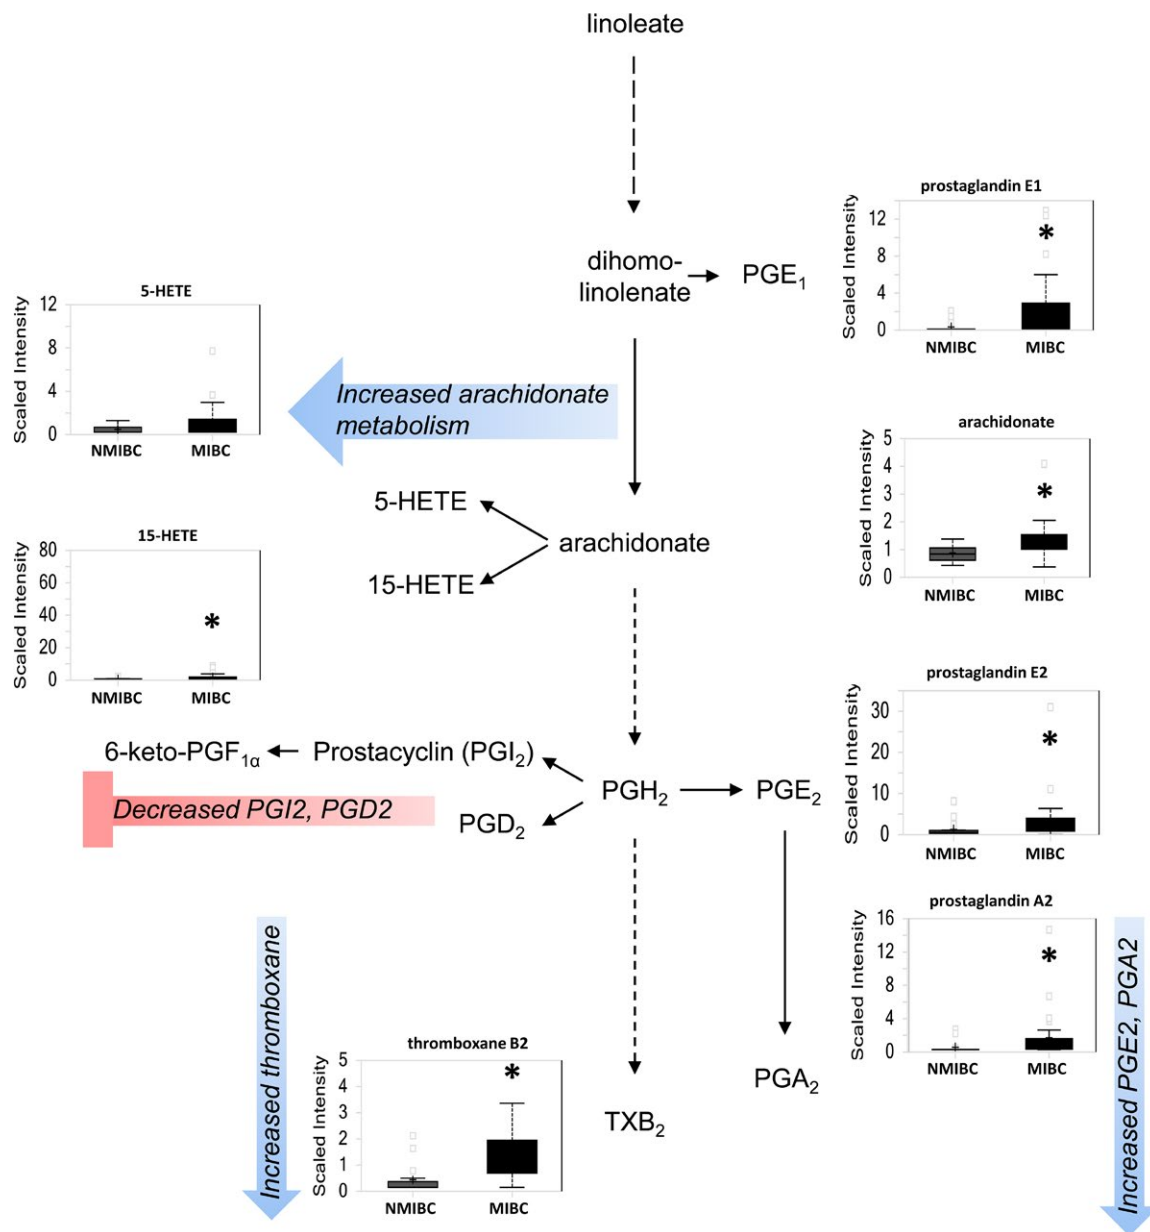 linoleate
prostaglandin E1
Scaled Intensity
12
8
4
0
NMIBC
MIBC
*
dihomo-
linolenate
PGE₁
5-HETE
Scaled Intensity
12
8
4
0
NMIBC
MIBC
Increased arachidonate
metabolism
arachidonate
Scaled Intensity
5
4
3
2
1
0
NMIBC
MIBC
*
5-HETE
15-HETE
arachidonate
15-HETE
Scaled Intensity
80
60
40
20
0
NMIBC
MIBC
*
prostaglandin E2
Scaled Intensity
30
20
10
0
NMIBC
MIBC
*
6-keto-PGF₁α
Prostacyclin (PGI₂)
PGH₂
PGE₂
Decreased PGI2, PGD2
PGD₂
prostaglandin A2
Scaled Intensity
16
12
8
4
0
NMIBC
MIBC
*
Increased thromboxane
Increased PGE2, PGA2
thromboxane B2
Scaled Intensity
5
4
3
2
1
0
NMIBC
MIBC
*
TXB₂
PGA₂